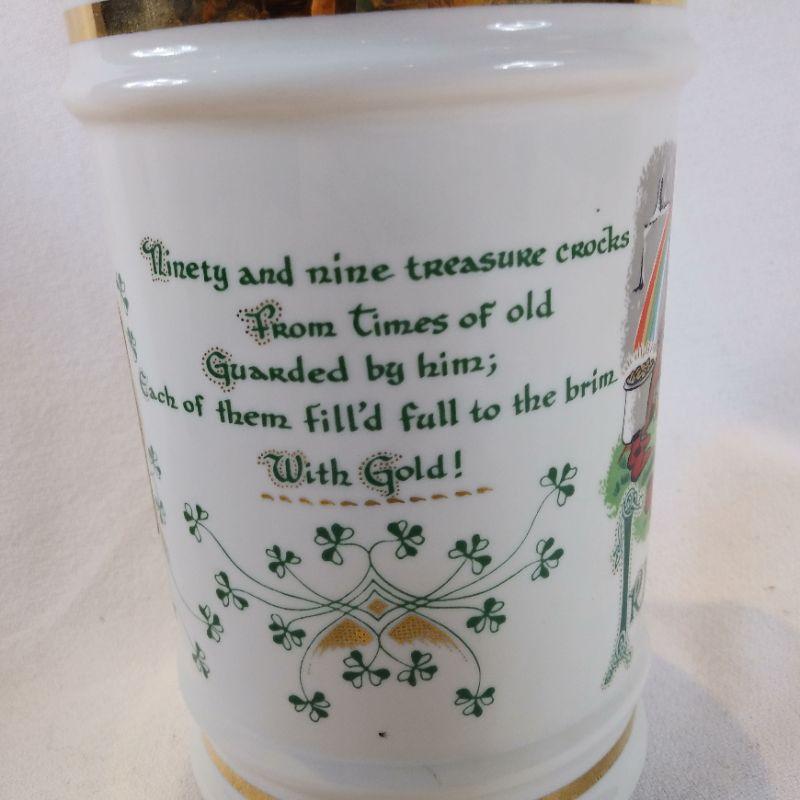 Ninety and nine treasure crocks
From times of old
Guarded by him;
Each of them fill'd full to the brim
With Gold!